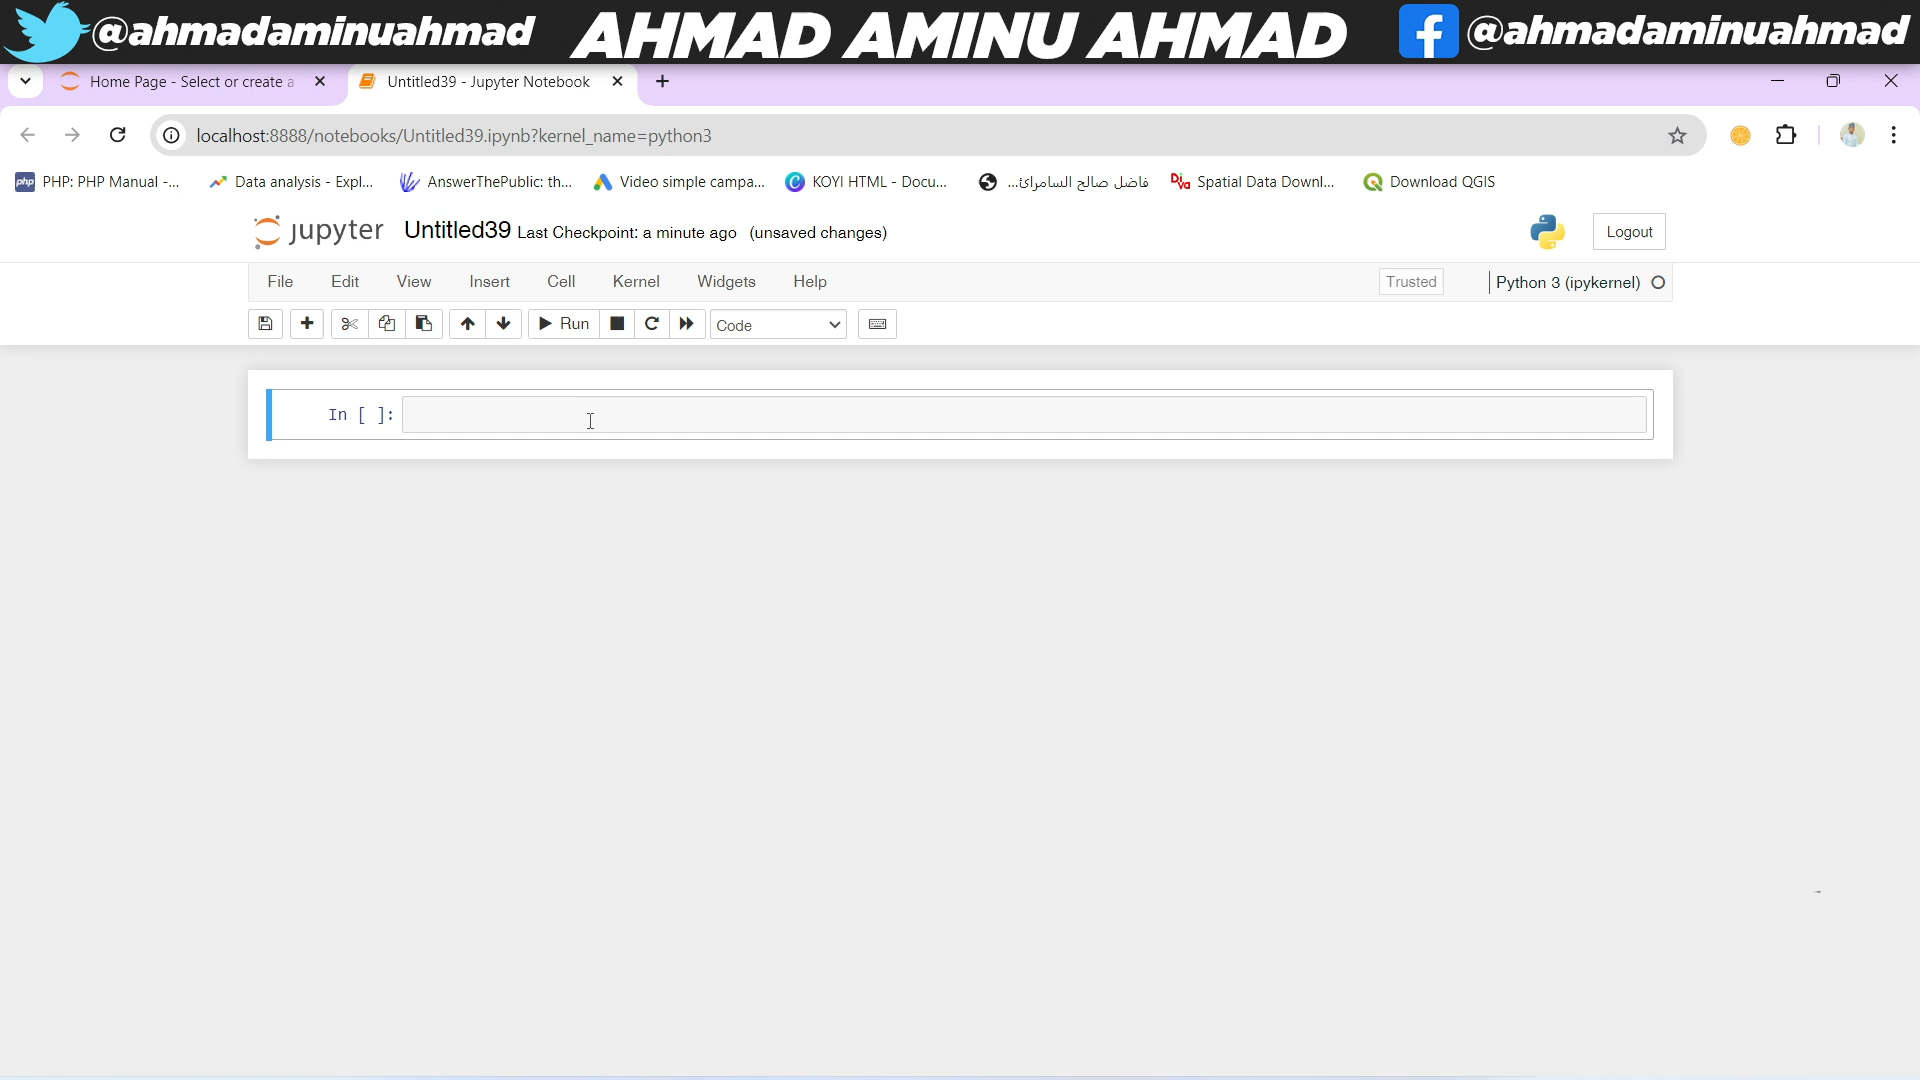 @ahmadaminuahmad AHMAD AMINU AHMAD @ahmadaminuahmad
Home Page - Select or create a Untitled39 - Jupyter Notebook
localhost:8888/notebooks/Untitled39.ipynb?kernel_name=python3
php PHP: PHP Manual -... Data analysis - Expl... AnswerThePublic: th... Video simple campa... KOYI HTML - Docu... فاضل صالح السامرائ... Diva Spatial Data Downl... Download QGIS
jupyter Untitled39 Last Checkpoint: a minute ago (unsaved changes) Logout
File Edit View Insert Cell Kernel Widgets Help Trusted Python 3 (ipykernel)
Run Code
In [ ]: